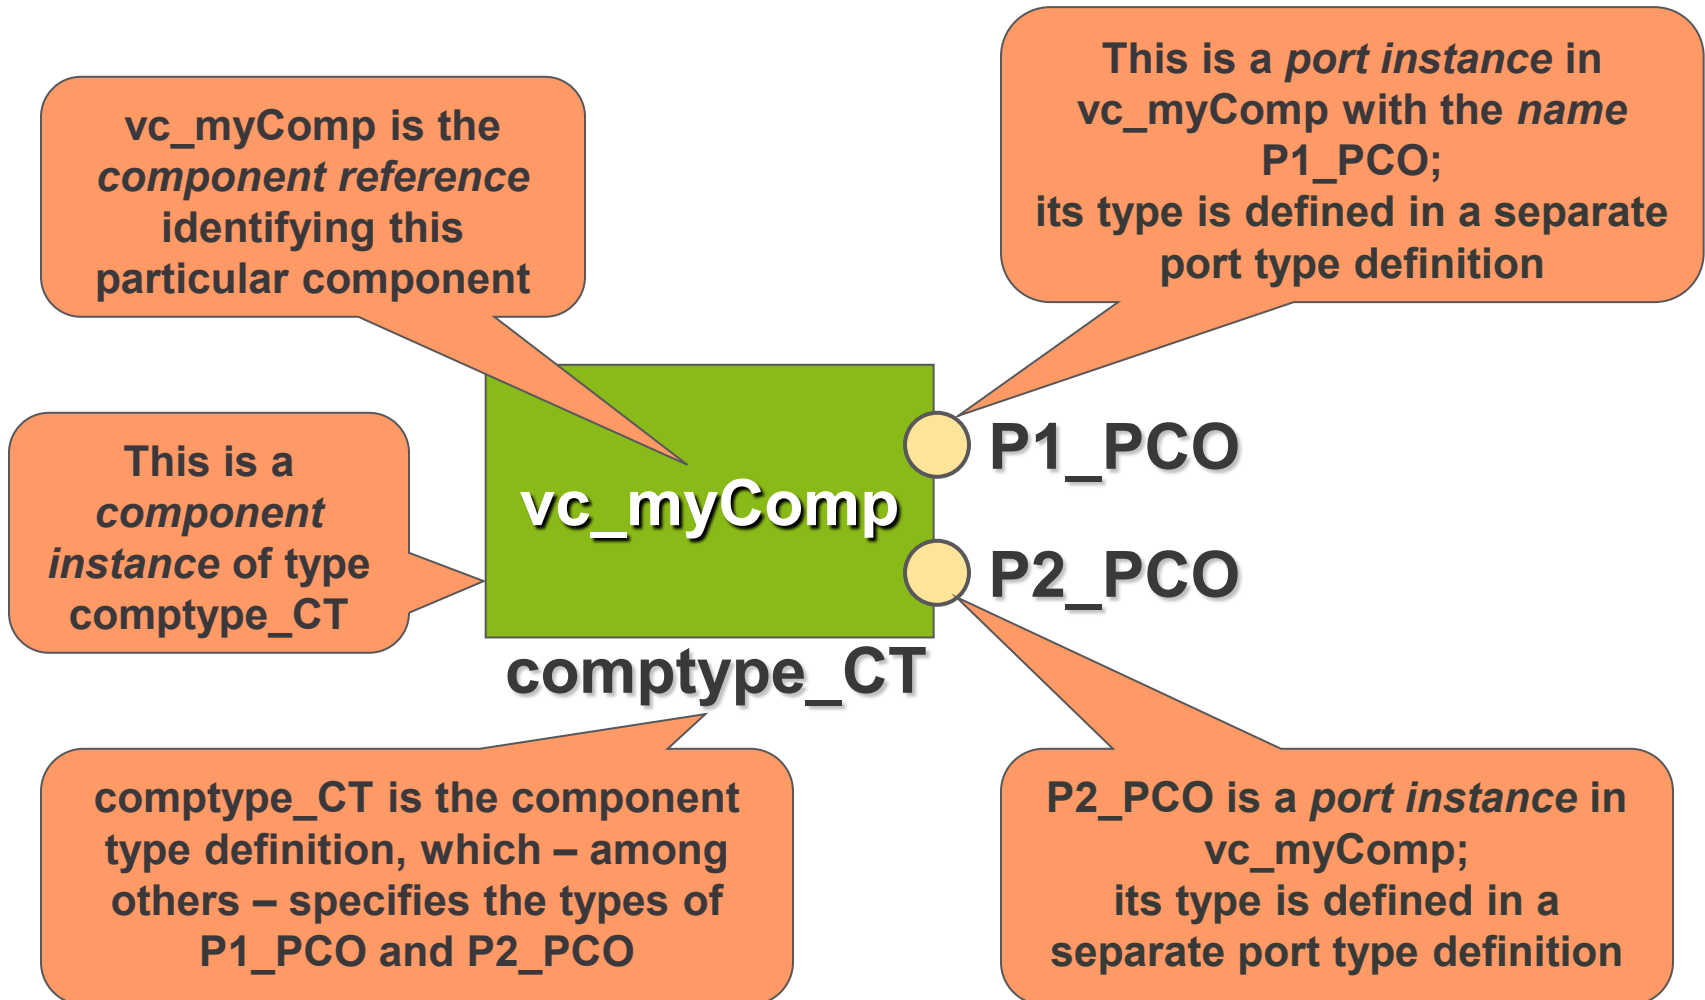 vc_myComp is the
component reference
identifying this
particular component
This is a port instance in
vc_myComp with the name
P1_PCO;
its type is defined in a separate
port type definition
This is a
component
instance of type
comptype_CT
vc_myComp
P1_PCO
P2_PCO
comptype_CT
comptype_CT is the component
type definition, which – among
others – specifies the types of
P1_PCO and P2_PCO
P2_PCO is a port instance in
vc_myComp;
its type is defined in a
separate port type definition